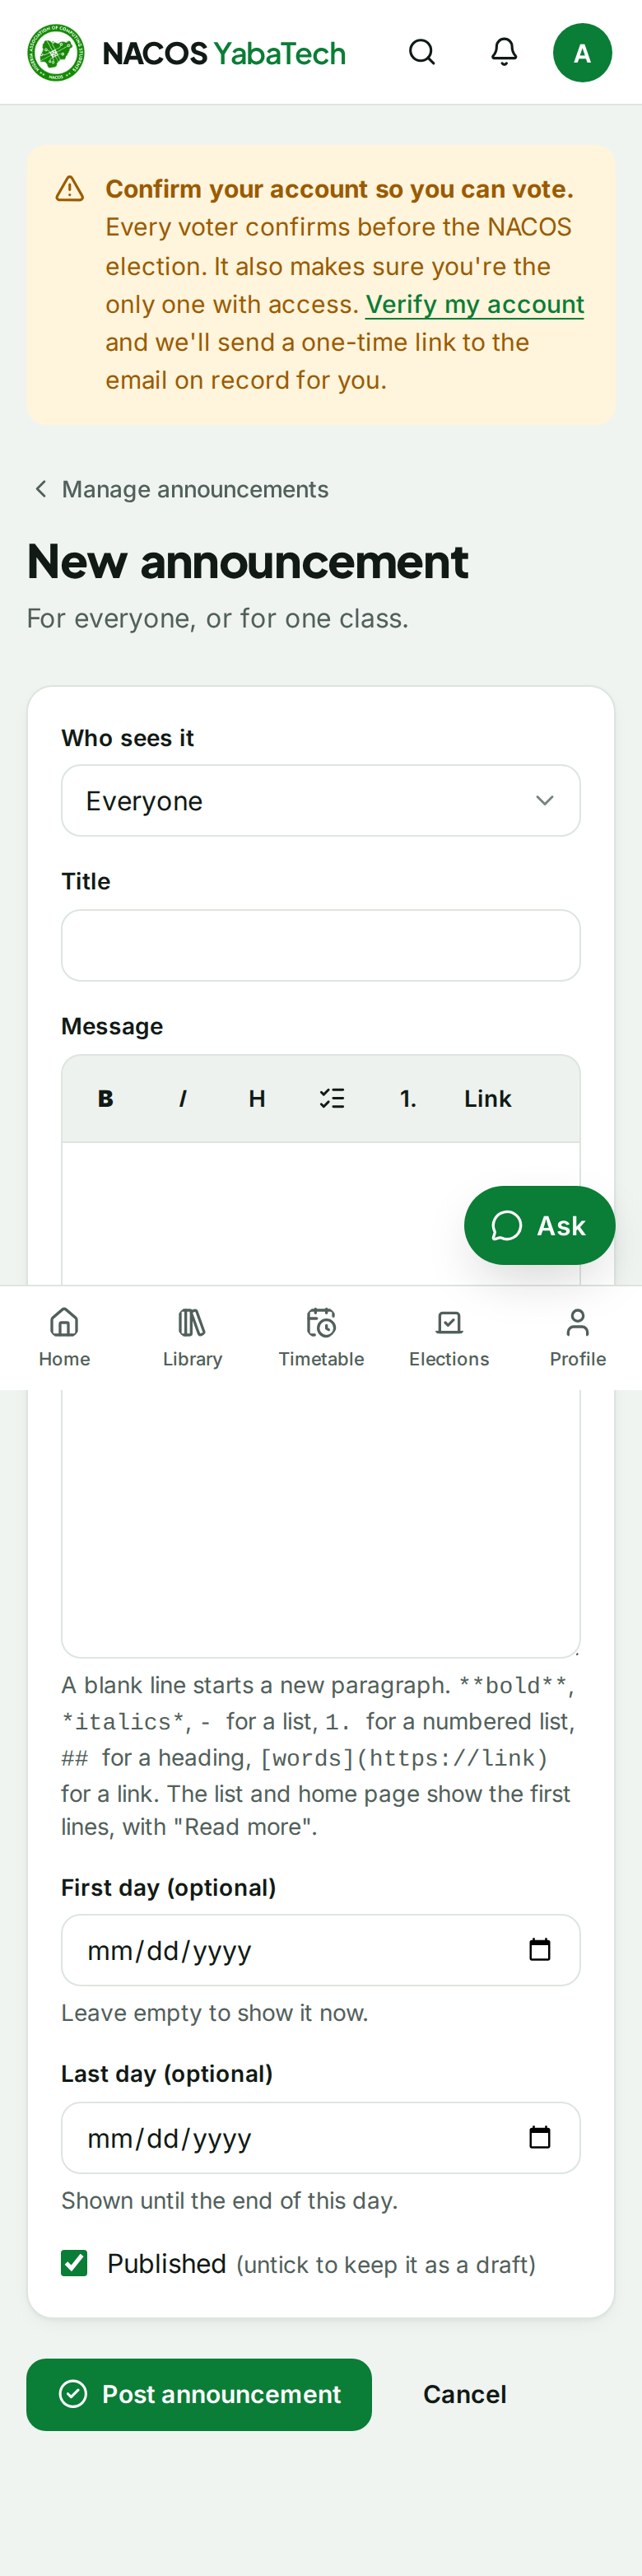 NACOS YabaTech
A
Confirm your account so you can vote.
Every voter confirms before the NACOS
election. It also makes sure you're the
only one with access. Verify my account
and we'll send a one-time link to the
email on record for you.
Manage announcements
New announcement
For everyone, or for one class.
Who sees it
Everyone
Title
Message
B I H 1. Link
Ask
Home Library Timetable Elections Profile
A blank line starts a new paragraph. **bold**,
*italics*, - for a list, 1. for a numbered list,
## for a heading, [words](https://link)
for a link. The list and home page show the first
lines, with "Read more".
First day (optional)
mm/dd/yyyy
Leave empty to show it now.
Last day (optional)
mm/dd/yyyy
Shown until the end of this day.
Published (untick to keep it as a draft)
Post announcement Cancel